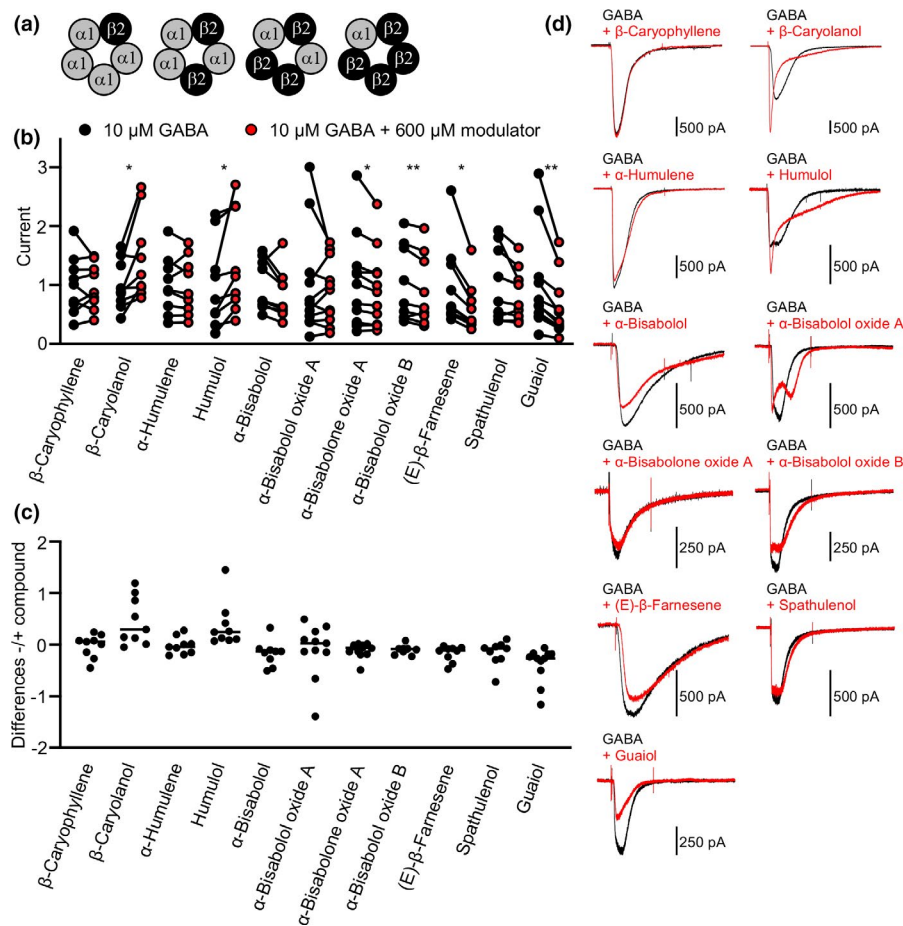 (a)
α1 β2 α1 α1 α1
α1 β2 α1 β2 α1
α1 β2 α1 β2 β2
α1 β2 β2 β2 β2
(b)
10 µM GABA
10 µM GABA + 600 µM modulator
Current
3
2
1
0
*
*
*
**
*
**
β-Caryophyllene
β-Caryolanol
α-Humulene
Humulol
α-Bisabolol
α-Bisabolol oxide A
α-Bisabolone oxide A
α-Bisabolol oxide B
(E)-β-Farnesene
Spathulenol
Guaiol
(c)
Differences -/+ compound
2
1
0
-1
-2
β-Caryophyllene
β-Caryolanol
α-Humulene
Humulol
α-Bisabolol
α-Bisabolol oxide A
α-Bisabolone oxide A
α-Bisabolol oxide B
(E)-β-Farnesene
Spathulenol
Guaiol
(d)
GABA
+ β-Caryophyllene
500 pA
GABA
+ β-Caryolanol
500 pA
GABA
+ α-Humulene
500 pA
GABA
+ Humulol
500 pA
GABA
+ α-Bisabolol
500 pA
GABA
+ α-Bisabolol oxide A
500 pA
GABA
+ α-Bisabolone oxide A
250 pA
GABA
+ α-Bisabolol oxide B
250 pA
GABA
+ (E)-β-Farnesene
500 pA
GABA
+ Spathulenol
500 pA
GABA
+ Guaiol
250 pA